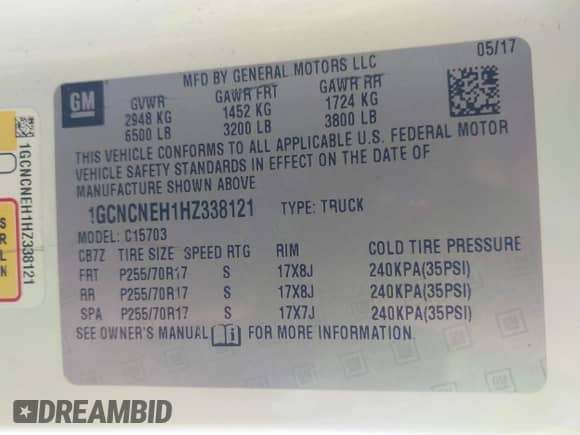 05/17
MFD BY GENERAL MOTORS LLC
GM
GVWR GAWR FRT GAWR RR
2948 KG 1452 KG 1724 KG
6500 LB 3200 LB 3800 LB
THIS VEHICLE CONFORMS TO ALL APPLICABLE U.S. FEDERAL MOTOR
VEHICLE SAFETY STANDARDS IN EFFECT ON THE DATE OF
MANUFACTURE SHOWN ABOVE
1GCNCNEH1HZ338121 TYPE: TRUCK
MODEL: C15703
CB7Z TIRE SIZE SPEED RTG RIM COLD TIRE PRESSURE
FRT P255/70R17 S 17X8J 240KPA(35PSI)
RR P255/70R17 S 17X8J 240KPA(35PSI)
SPA P255/70R17 S 17X7J 240KPA(35PSI)
SEE OWNER'S MANUAL FOR MORE INFORMATION.
1GCNCNEH1HZ338121
DREAMBID